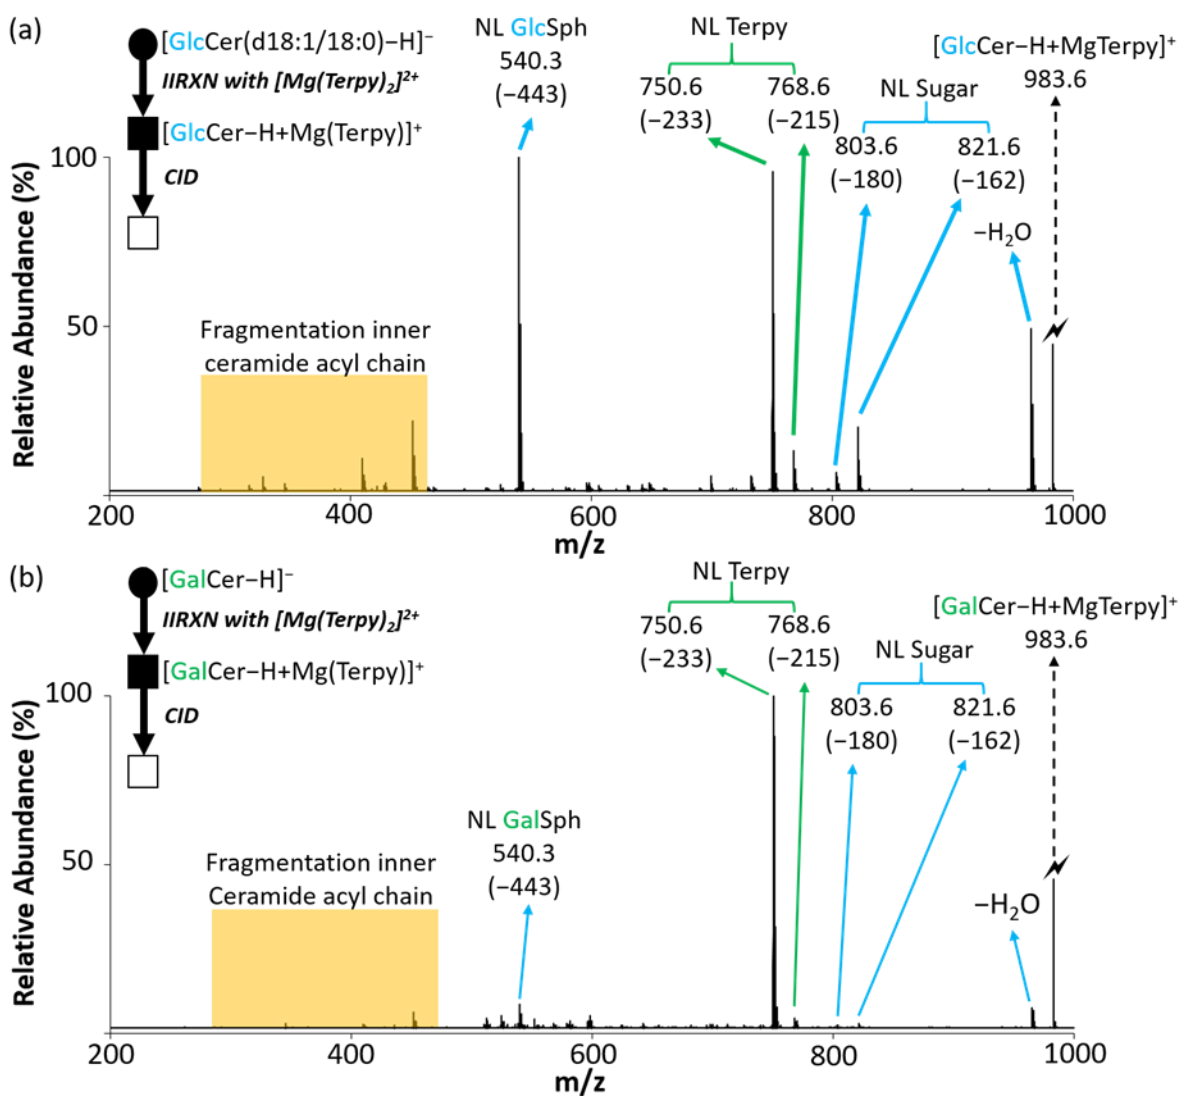 (a)
[GlcCer(d18:1/18:0)−H]⁻
IIRXN with [Mg(Terpy)₂]²⁺
[GlcCer−H+Mg(Terpy)]⁺
CID
NL GlcSph
540.3
(−443)
NL Terpy
750.6
(−233)
768.6
(−215)
NL Sugar
803.6
(−180)
821.6
(−162)
[GlcCer−H+MgTerpy]⁺
983.6
−H₂O
Fragmentation inner
ceramide acyl chain
Relative Abundance (%)
100
50
200
400
600
800
1000
m/z
(b)
[GalCer−H]⁻
IIRXN with [Mg(Terpy)₂]²⁺
[GalCer−H+Mg(Terpy)]⁺
CID
NL GalSph
540.3
(−443)
NL Terpy
750.6
(−233)
768.6
(−215)
NL Sugar
803.6
(−180)
821.6
(−162)
[GalCer−H+MgTerpy]⁺
983.6
−H₂O
Fragmentation inner
Ceramide acyl chain
Relative Abundance (%)
100
50
200
400
600
800
1000
m/z